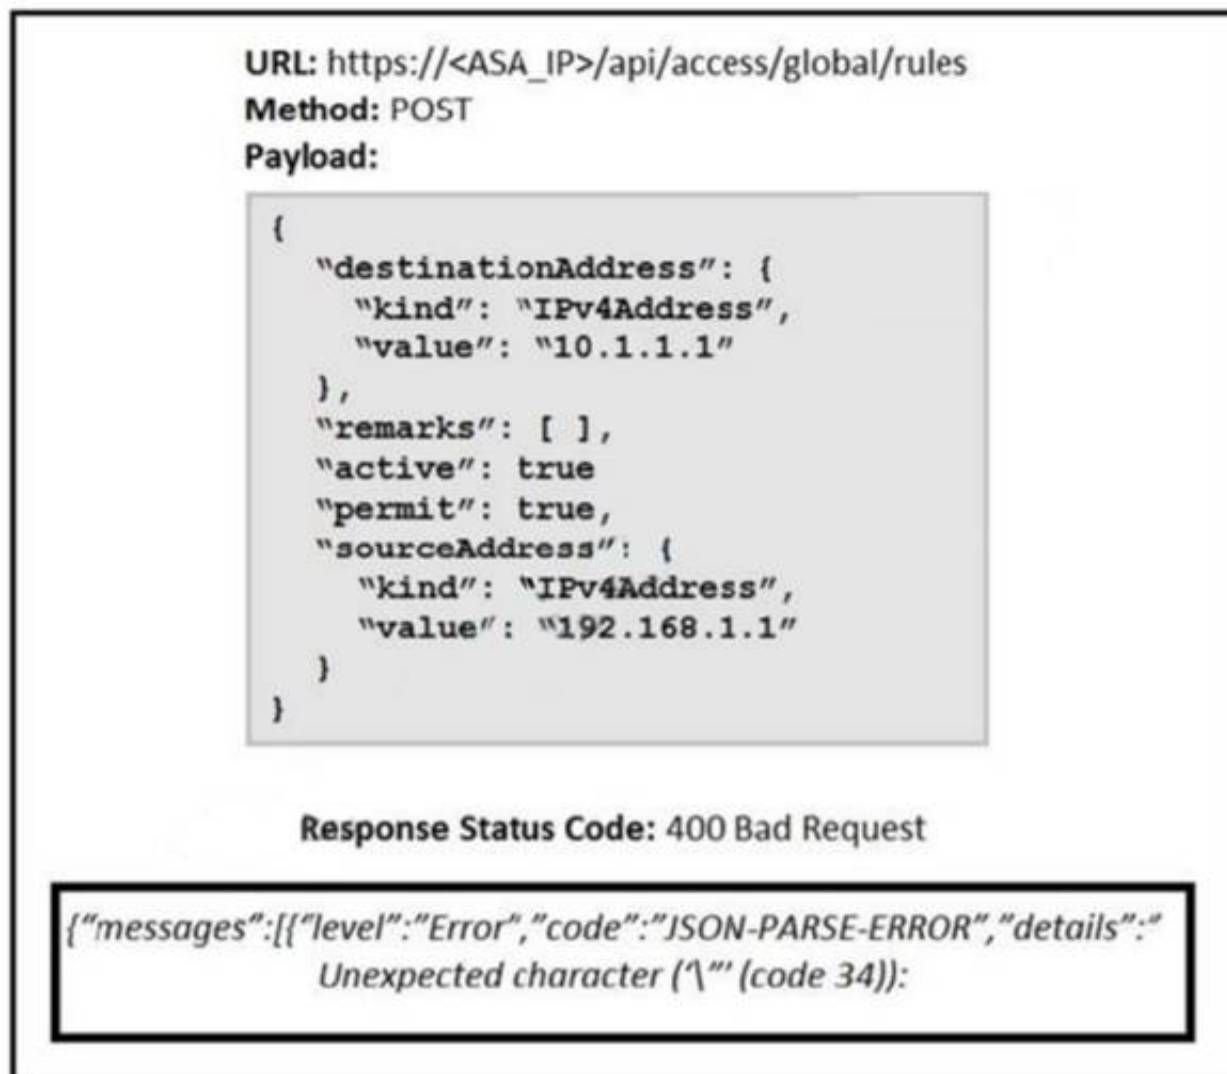 URL: https://<ASA_IP>/api/access/global/rules
Method: POST
Payload:
{
"destinationAddress": {
"kind": "IPv4Address",
"value": "10.1.1.1"
},
"remarks": [ ],
"active": true
"permit": true,
"sourceAddress": {
"kind": "IPv4Address",
"value": "192.168.1.1"
}
}
Response Status Code: 400 Bad Request
{"messages":[{"level":"Error","code":"JSON-PARSE-ERROR","details":"
Unexpected character ('\"' (code 34)):